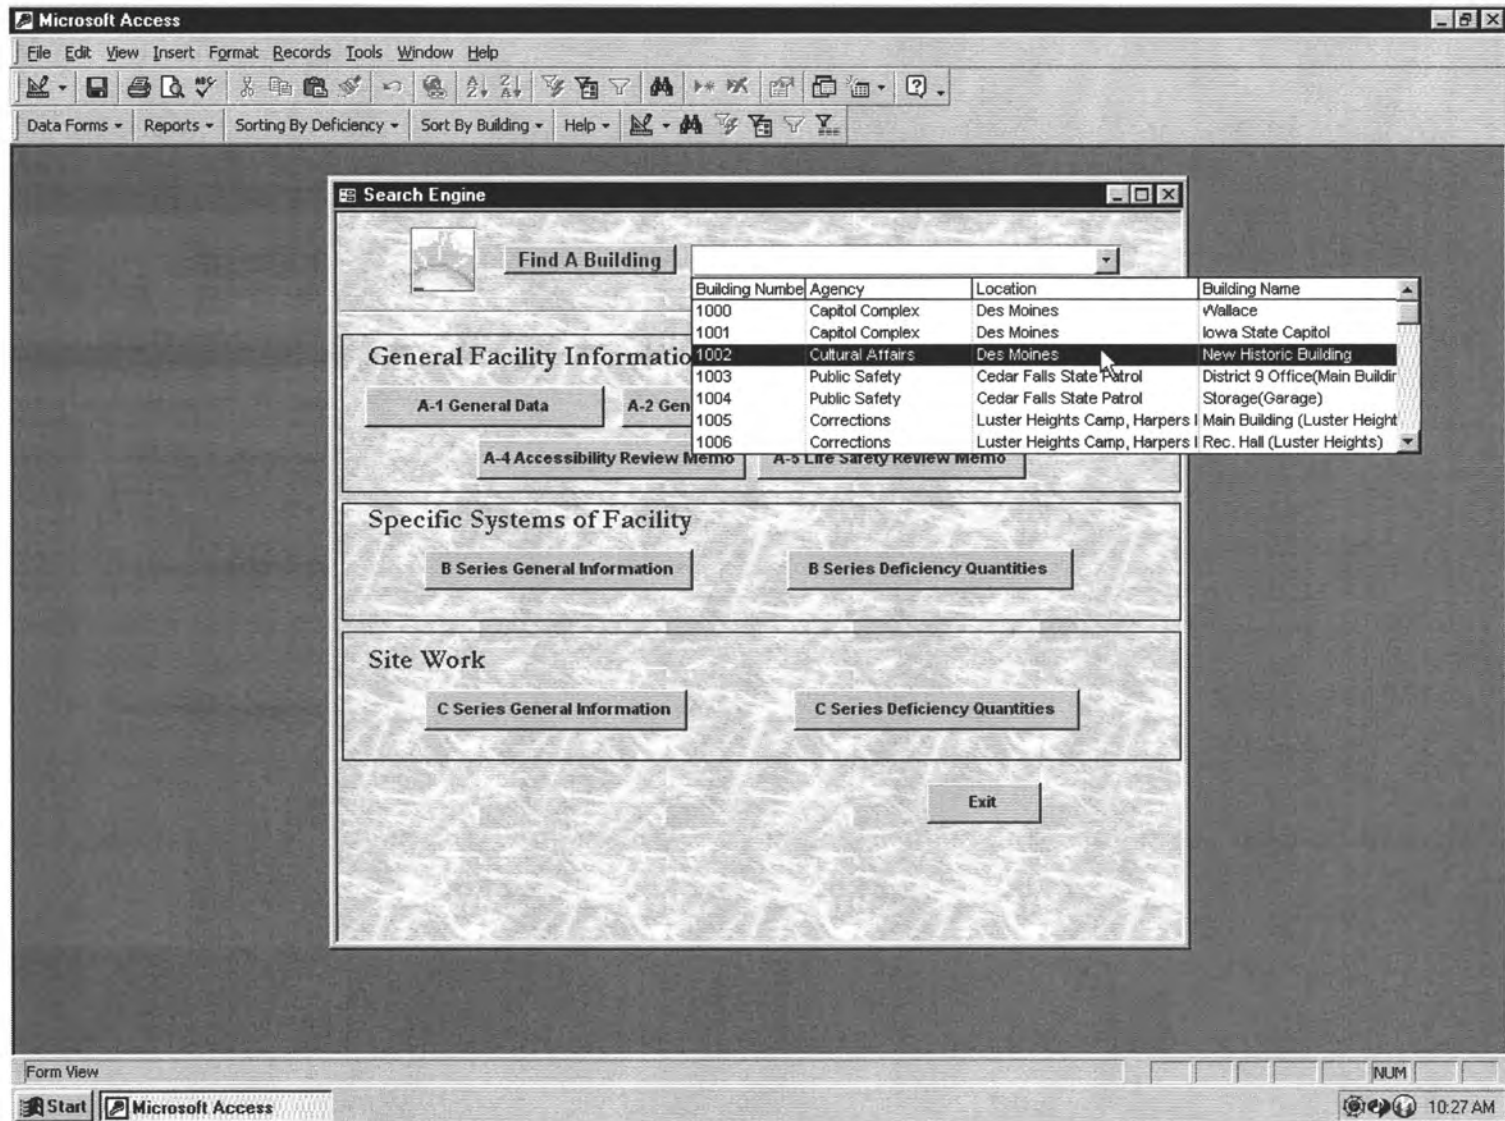 Microsoft Access
File Edit View Insert Format Records Tools Window Help
Data Forms Reports Sorting By Deficiency Sort By Building Help
Search Engine
Find A Building
Building Numbe Agency Location Building Name
1000 Capitol Complex Des Moines Wallace
1001 Capitol Complex Des Moines Iowa State Capitol
1002 Cultural Affairs Des Moines New Historic Building
1003 Public Safety Cedar Falls State Patrol District 9 Office(Main Buildin
1004 Public Safety Cedar Falls State Patrol Storage(Garage)
1005 Corrections Luster Heights Camp, Harpers Main Building (Luster Height
1006 Corrections Luster Heights Camp, Harpers Rec. Hall (Luster Heights)
General Facility Informatio
A-1 General Data A-2 Gen
A-4 Accessibility Review Memo A-5 Life Safety Review Memo
Specific Systems of Facility
B Series General Information B Series Deficiency Quantities
Site Work
C Series General Information C Series Deficiency Quantities
Exit
Form View NUM
Start Microsoft Access 10:27 AM